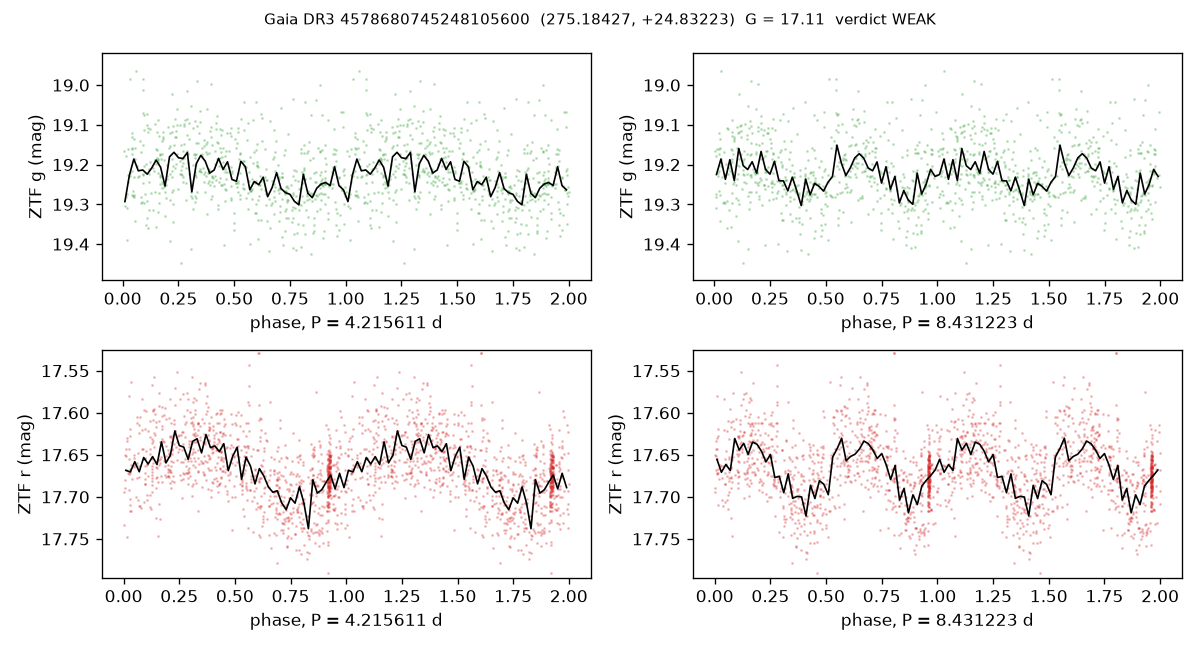 Gaia DR3 4578680745248105600 (275.18427, +24.83223) G = 17.11 verdict WEAK
ZTF g (mag)
19.0
19.1
19.2
19.3
19.4
0.00 0.25 0.50 0.75 1.00 1.25 1.50 1.75 2.00
phase, P = 4.215611 d
ZTF g (mag)
19.0
19.1
19.2
19.3
19.4
0.00 0.25 0.50 0.75 1.00 1.25 1.50 1.75 2.00
phase, P = 8.431223 d
ZTF r (mag)
17.55
17.60
17.65
17.70
17.75
0.00 0.25 0.50 0.75 1.00 1.25 1.50 1.75 2.00
phase, P = 4.215611 d
ZTF r (mag)
17.55
17.60
17.65
17.70
17.75
0.00 0.25 0.50 0.75 1.00 1.25 1.50 1.75 2.00
phase, P = 8.431223 d